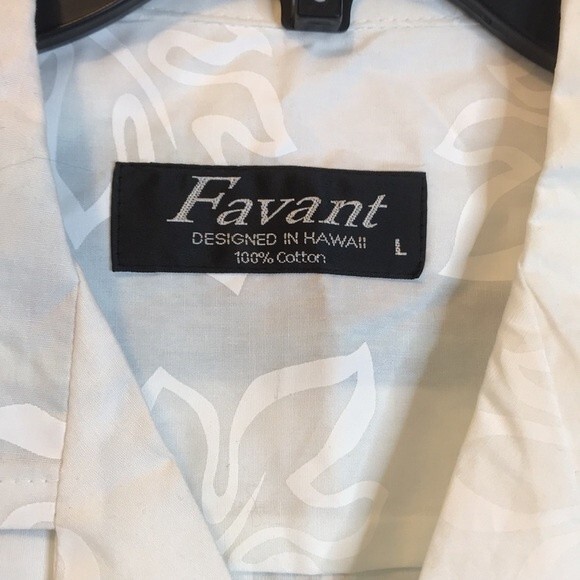 Favant
DESIGNED IN HAWAII
100% Cotton
L